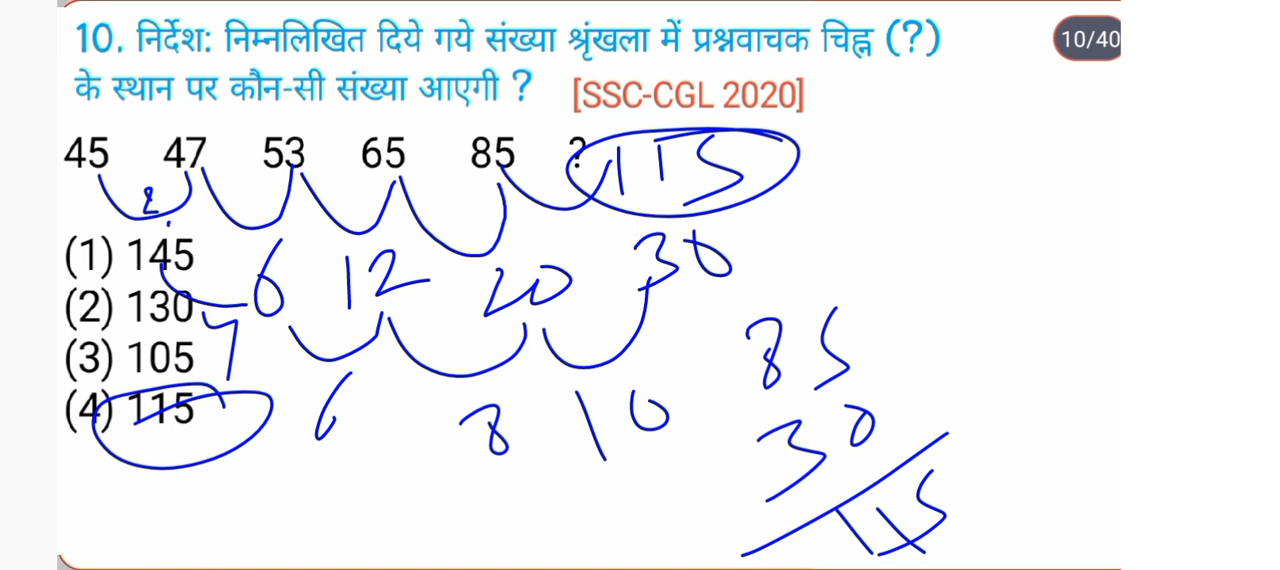 10. निर्देश: निम्नलिखित दिये गये संख्या श्रृंखला में प्रश्नवाचक चिह्न (?)
के स्थान पर कौन-सी संख्या आएगी ? [SSC-CGL 2020]
10/40
45 47 53 65 85 ? 115
2
(1) 145
6 12 20 30
(2) 130
4
(3) 105
85
(4) 115
6 8 10
30
115